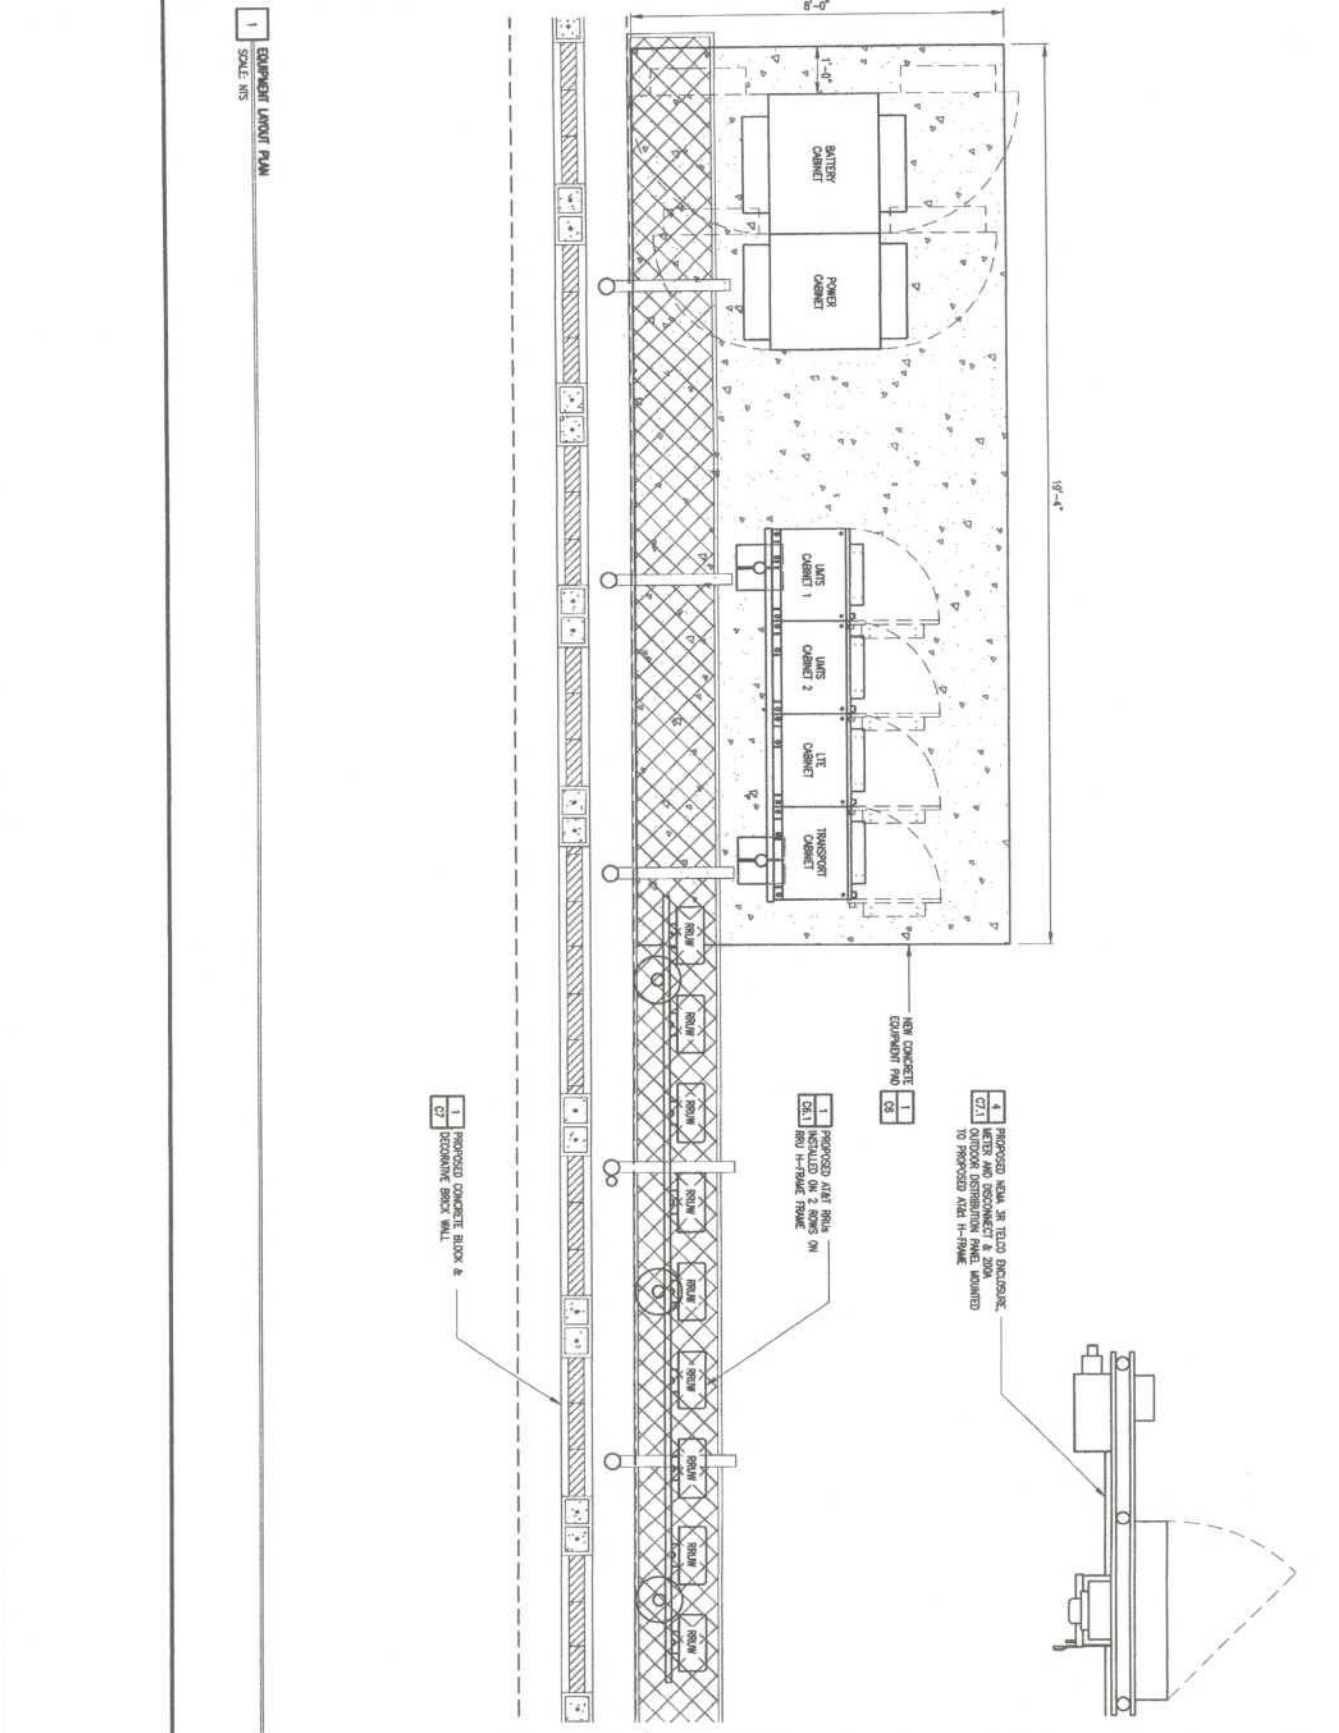 8'-0"
1'-0"
19'-4"
BATTERY
CABINET
POWER
CABINET
UMTS
CABINET 1
UMTS
CABINET 2
LTE
CABINET
TRANSPORT
CABINET
RRUW
RRUW
RRUW
RRUW
RRUW
RRUW
RRUW
RRUW
RRUW
4
C7.1
PROPOSED NEMA 3R TELCO ENCLOSURE,
METER AND DISCONNECT & 200A
OUTDOOR DISTRIBUTION PANEL MOUNTED
TO PROPOSED AT&t H-FRAME
NEW CONCRETE
EQUIPMENT PAD
1
C6
1
C6.1
PROPOSED AT&T RRUs
INSTALLED ON 2 ROWS ON
RRU H-FRAME FRAME
1
C7
PROPOSED CONCRETE BLOCK &
DECORATIVE BRICK WALL
1
EQUIPMENT LAYOUT PLAN
SCALE: NTS